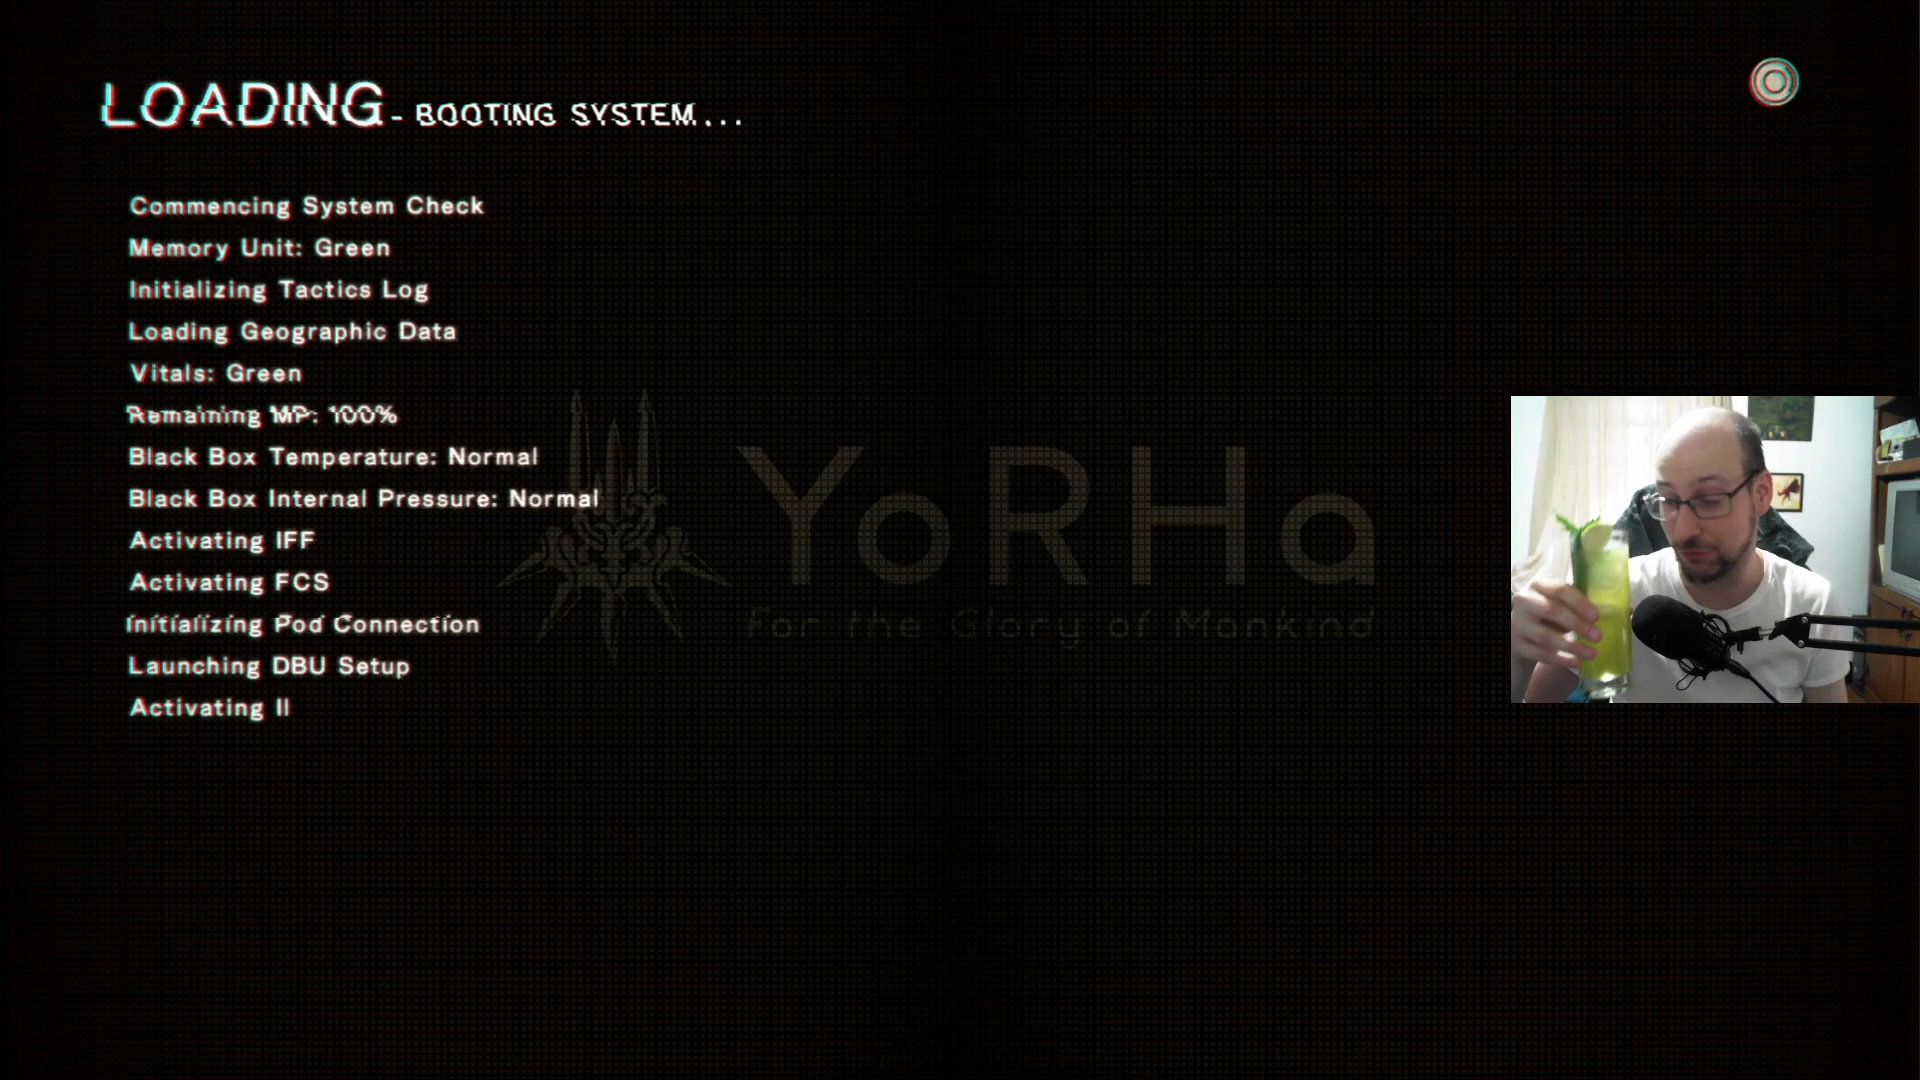 LOADING - BOOTING SYSTEM...
Commencing System Check
Memory Unit: Green
Initializing Tactics Log
Loading Geographic Data
Vitals: Green
Remaining MP: 100%
Black Box Temperature: Normal
Black Box Internal Pressure: Normal
Activating IFF
Activating FCS
Initializing Pod Connection
Launching DBU Setup
Activating II
YoRHa
For the Glory of Mankind